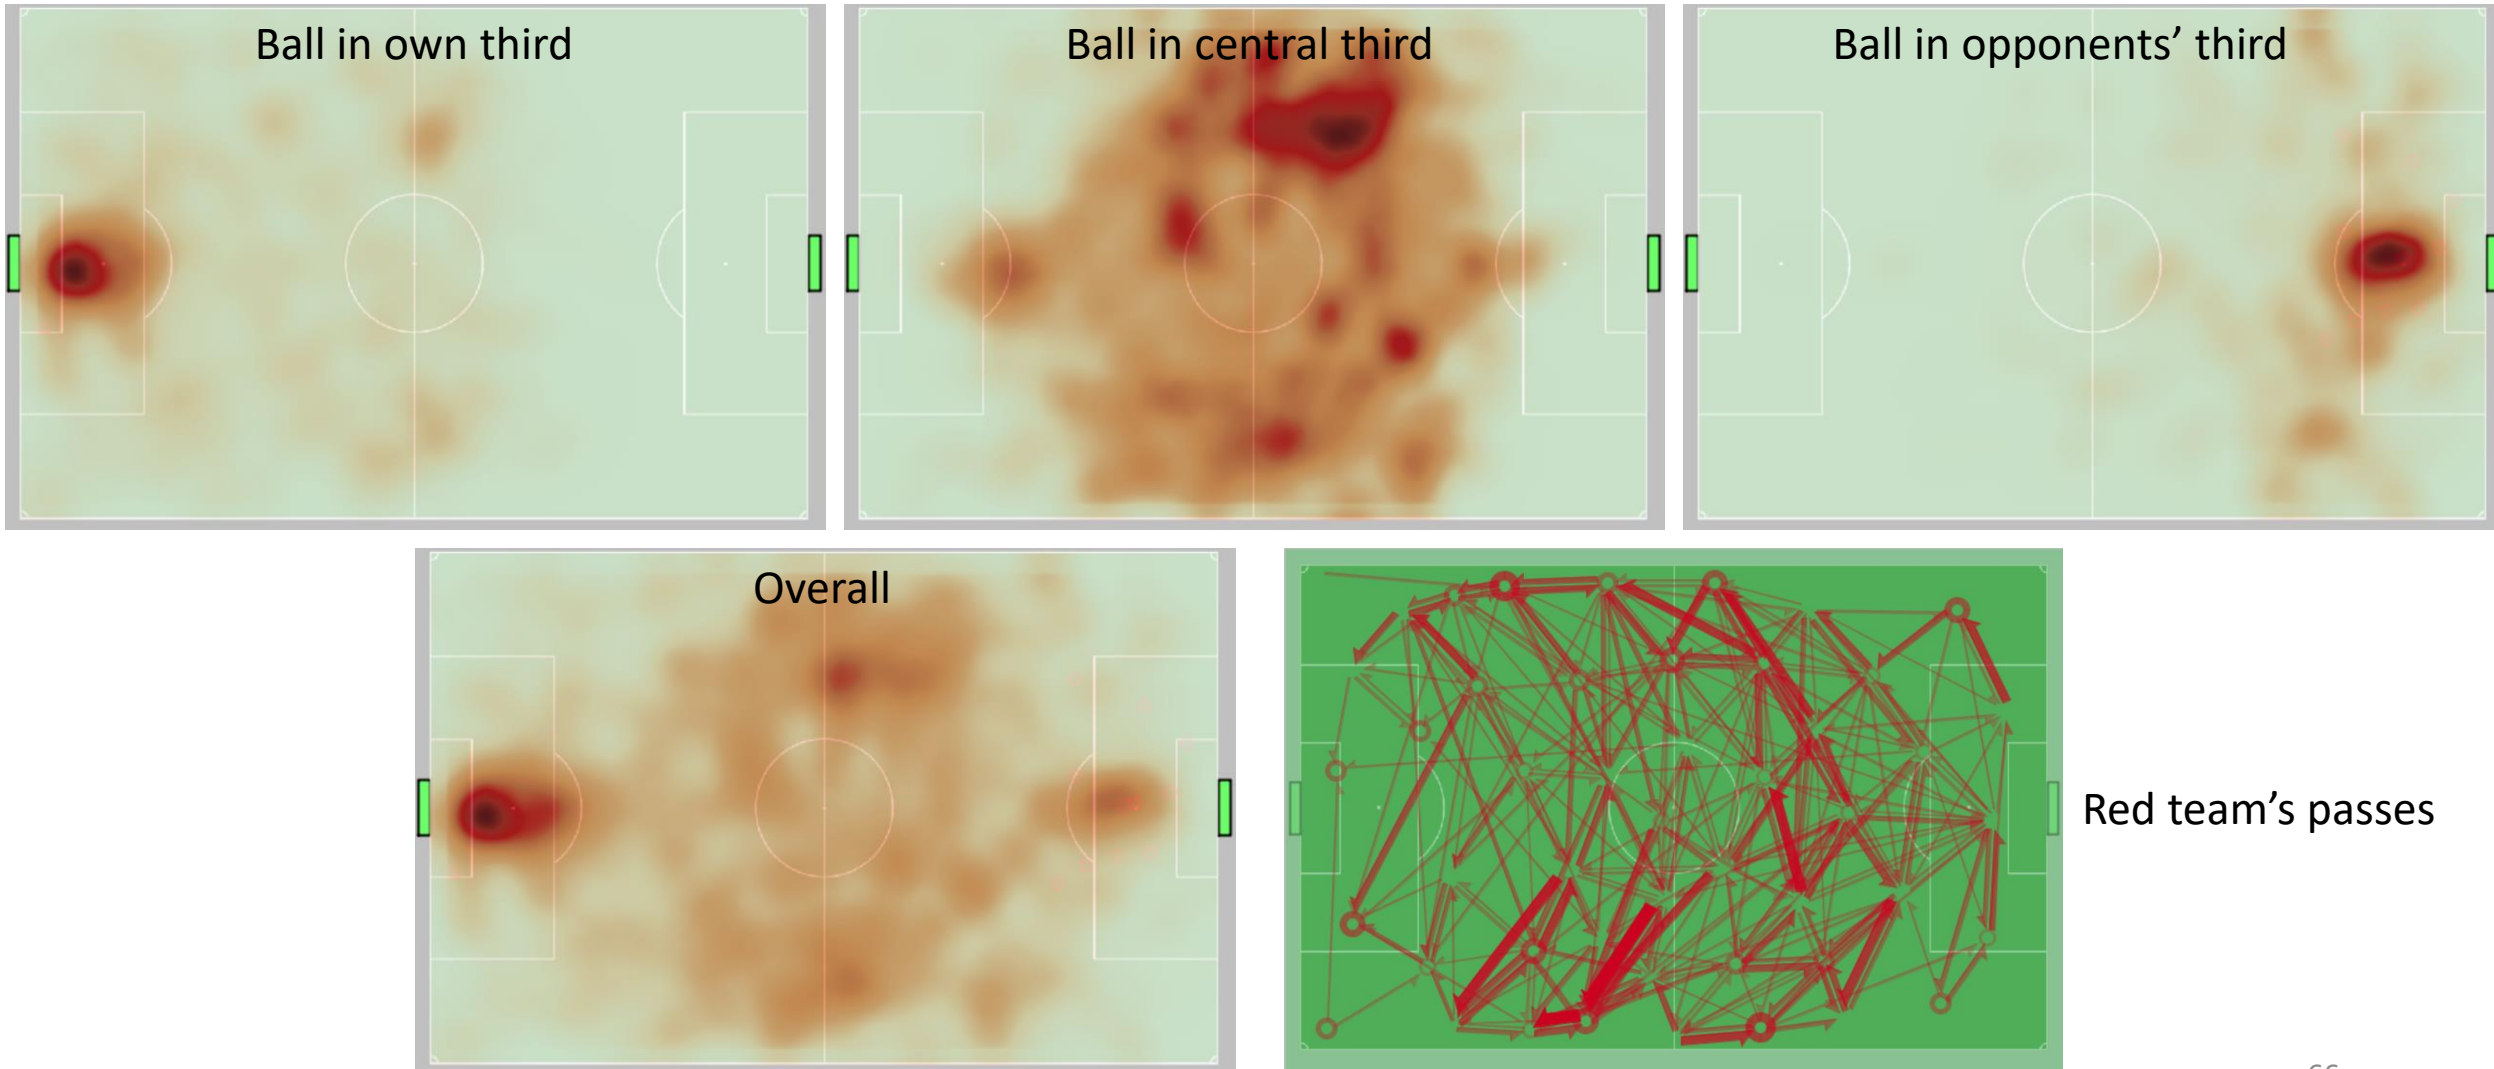 Ball in own third
Ball in central third
Ball in opponents’ third
Overall
Red team’s passes